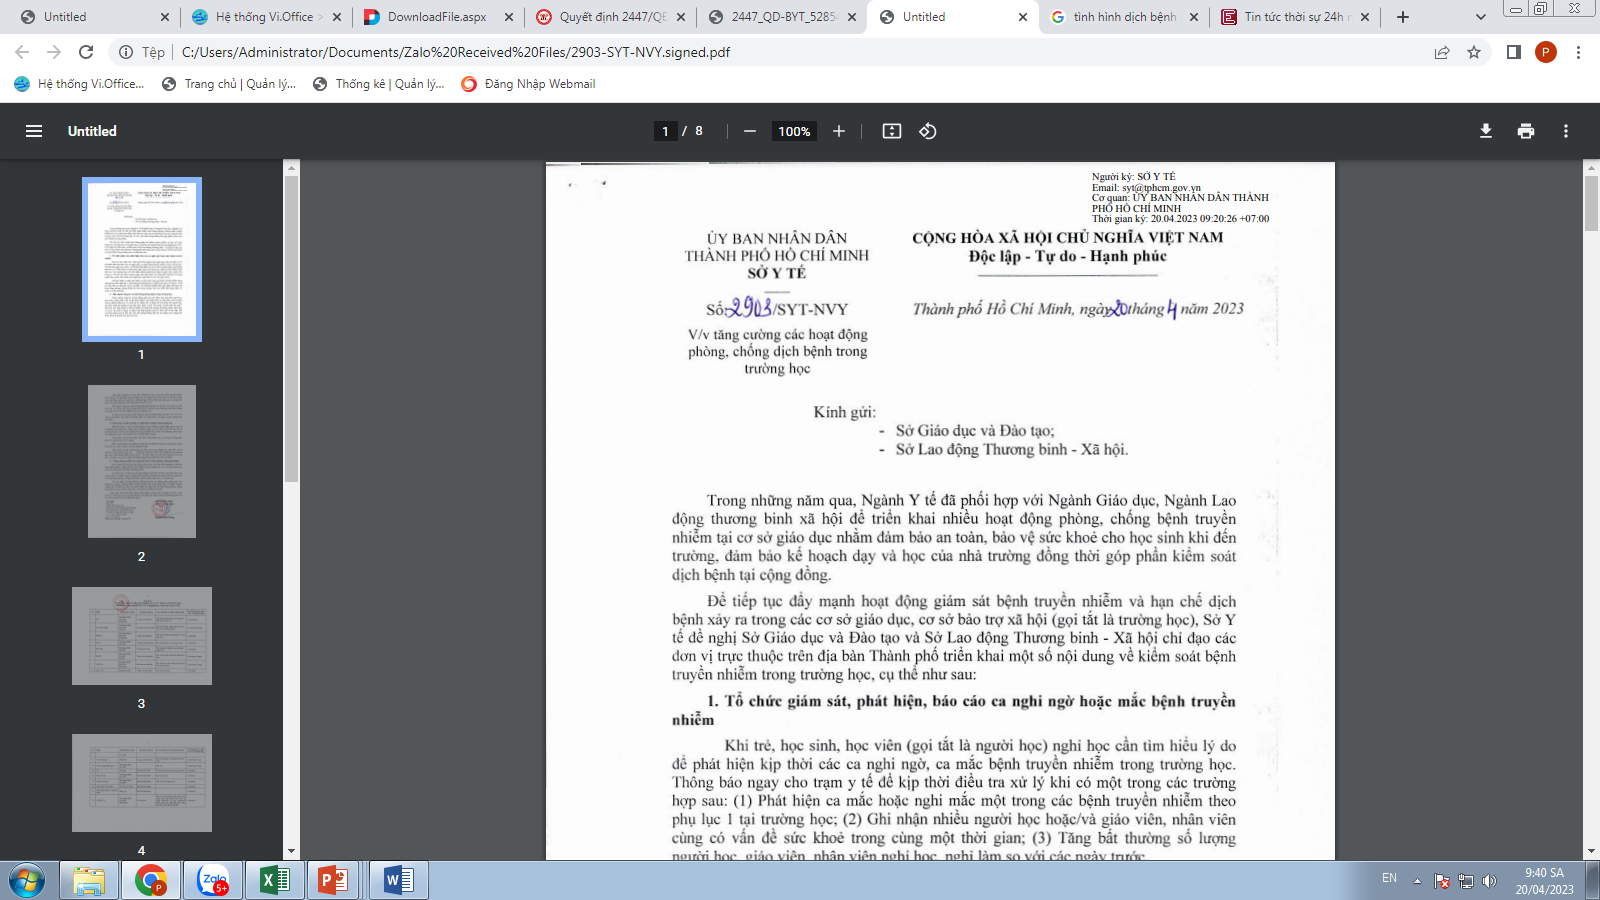 Untitled
Hệ thống Vi.Office
DownloadFile.aspx
Quyết định 2447/QĐ
2447_QD-BYT_5285
Untitled
tình hình dịch bệnh
Tin tức thời sự 24h
Tệp
C:/Users/Administrator/Documents/Zalo%20Received%20Files/2903-SYT-NVY.signed.pdf
P
Hệ thống Vi.Office...
Trang chủ | Quản lý...
Thống kê | Quản lý...
Đăng Nhập Webmail
Untitled
1 / 8
100%
1
2
3
4
Người ký: SỞ Y TẾ
Email: syt@tphcm.gov.vn
Cơ quan: ỦY BAN NHÂN DÂN THÀNH
PHỐ HỒ CHÍ MINH
Thời gian ký: 20.04.2023 09:20:26 +07:00
ỦY BAN NHÂN DÂN
THÀNH PHỐ HỒ CHÍ MINH
SỞ Y TẾ
CỘNG HÒA XÃ HỘI CHỦ NGHĨA VIỆT NAM
Độc lập - Tự do - Hạnh phúc
Số:2903/SYT-NVY
Thành phố Hồ Chí Minh, ngày 20 tháng 4 năm 2023
V/v tăng cường các hoạt động
phòng, chống dịch bệnh trong
trường học
Kính gửi:
- Sở Giáo dục và Đào tạo;
- Sở Lao động Thương binh - Xã hội.
Trong những năm qua, Ngành Y tế đã phối hợp với Ngành Giáo dục, Ngành Lao
động thương binh xã hội để triển khai nhiều hoạt động phòng, chống bệnh truyền
nhiễm tại cơ sở giáo dục nhằm đảm bảo an toàn, bảo vệ sức khoẻ cho học sinh khi đến
trường, đảm bảo kế hoạch dạy và học của nhà trường đồng thời góp phần kiểm soát
dịch bệnh tại cộng đồng.
Để tiếp tục đẩy mạnh hoạt động giám sát bệnh truyền nhiễm và hạn chế dịch
bệnh xảy ra trong các cơ sở giáo dục, cơ sở bảo trợ xã hội (gọi tắt là trường học), Sở Y
tế đề nghị Sở Giáo dục và Đào tạo và Sở Lao động Thương binh - Xã hội chỉ đạo các
đơn vị trực thuộc trên địa bàn Thành phố triển khai một số nội dung về kiểm soát bệnh
truyền nhiễm trong trường học, cụ thể như sau:
1. Tổ chức giám sát, phát hiện, báo cáo ca nghi ngờ hoặc mắc bệnh truyền
nhiễm
Khi trẻ, học sinh, học viên (gọi tắt là người học) nghỉ học cần tìm hiểu lý do
để phát hiện kịp thời các ca nghi ngờ, ca mắc bệnh truyền nhiễm trong trường học.
Thông báo ngay cho trạm y tế để kịp thời điều tra xử lý khi có một trong các trường
hợp sau: (1) Phát hiện ca mắc hoặc nghi mắc một trong các bệnh truyền nhiễm theo
phụ lục 1 tại trường học; (2) Ghi nhận nhiều người học hoặc/và giáo viên, nhân viên
cùng có vấn đề sức khoẻ trong cùng một thời gian; (3) Tăng bất thường số lượng
người học, giáo viên, nhân viên nghỉ học, nghỉ làm so với các ngày trước.
Zalo
5+
P
EN
9:40 SA
20/04/2023